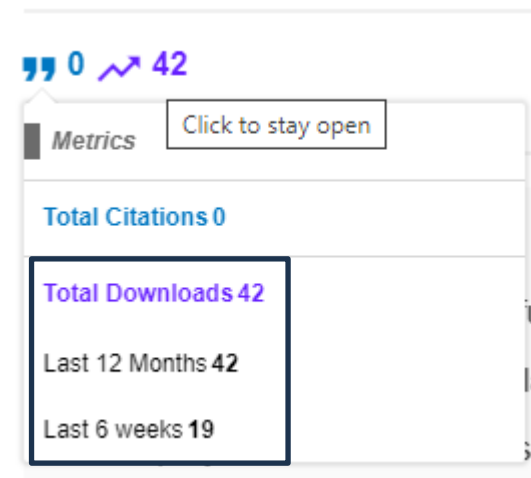 0 42
Metrics
Click to stay open
Total Citations 0
Total Downloads 42
Last 12 Months 42
Last 6 weeks 19